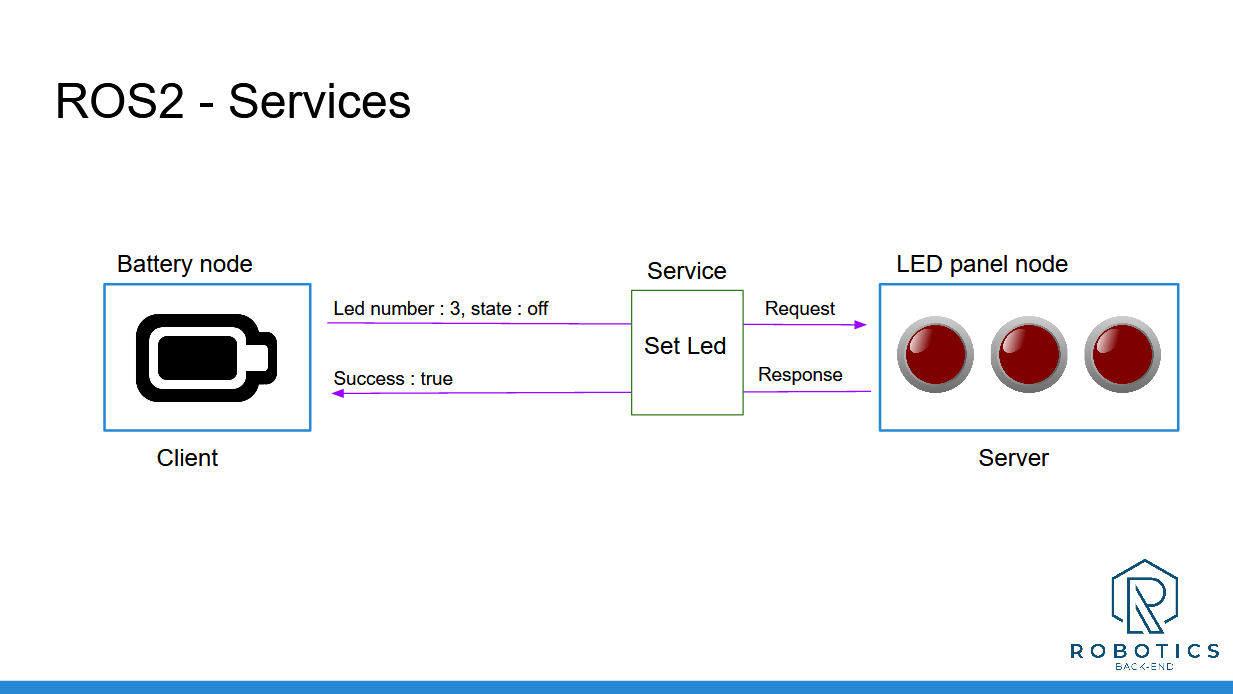 ROS2 - Services
Battery node
Service
LED panel node
Led number : 3, state : off
Request
Set Led
Success : true
Response
Client
Server
ROBOTICS
BACK-END